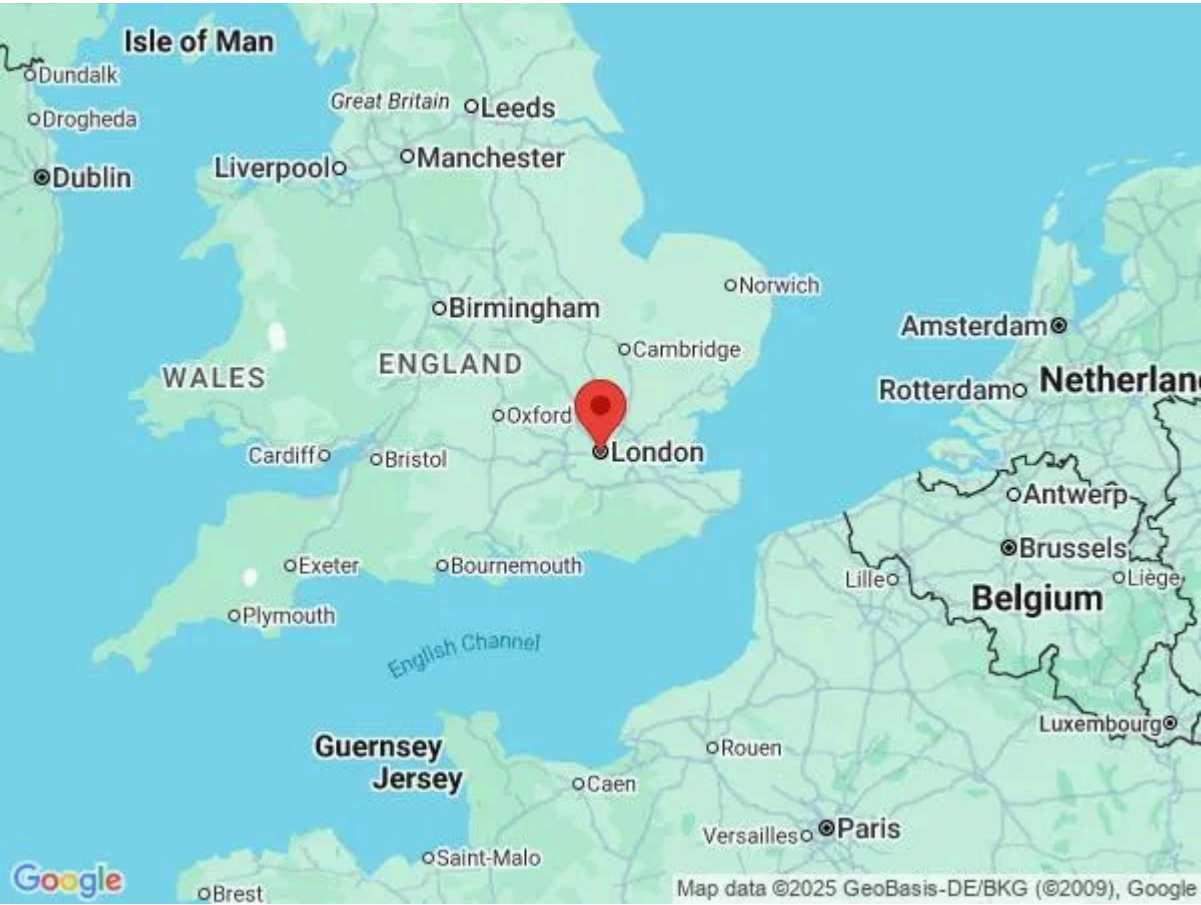 Isle of Man
Dundalk
Great Britain
Leeds
Drogheda
Manchester
Liverpool
Dublin
Norwich
Birmingham
Amsterdam
Cambridge
ENGLAND
WALES
Netherlan
Rotterdam
Oxford
London
Cardiff
Bristol
Antwerp
Brussels
Exeter
Bournemouth
Lille
Liège
Belgium
Plymouth
English Channel
Luxembourg
Guernsey
Rouen
Jersey
Caen
Paris
Versailles
Saint-Malo
Google
Brest
Map data ©2025 GeoBasis-DE/BKG (©2009), Google